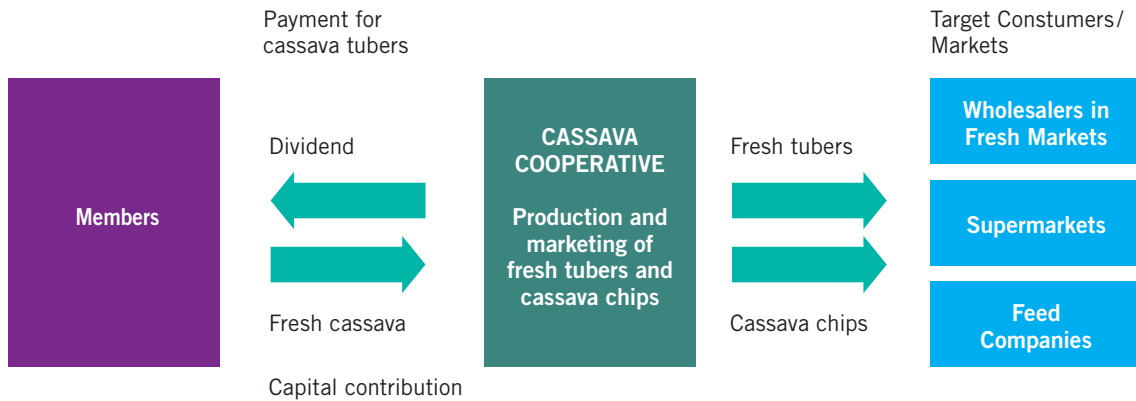 Payment for
cassava tubers
Target Constumers/
Markets
Members
Dividend
Fresh cassava
Capital contribution
CASSAVA
COOPERATIVE
Production and
marketing of
fresh tubers and
cassava chips
Fresh tubers
Cassava chips
Wholesalers in
Fresh Markets
Supermarkets
Feed
Companies